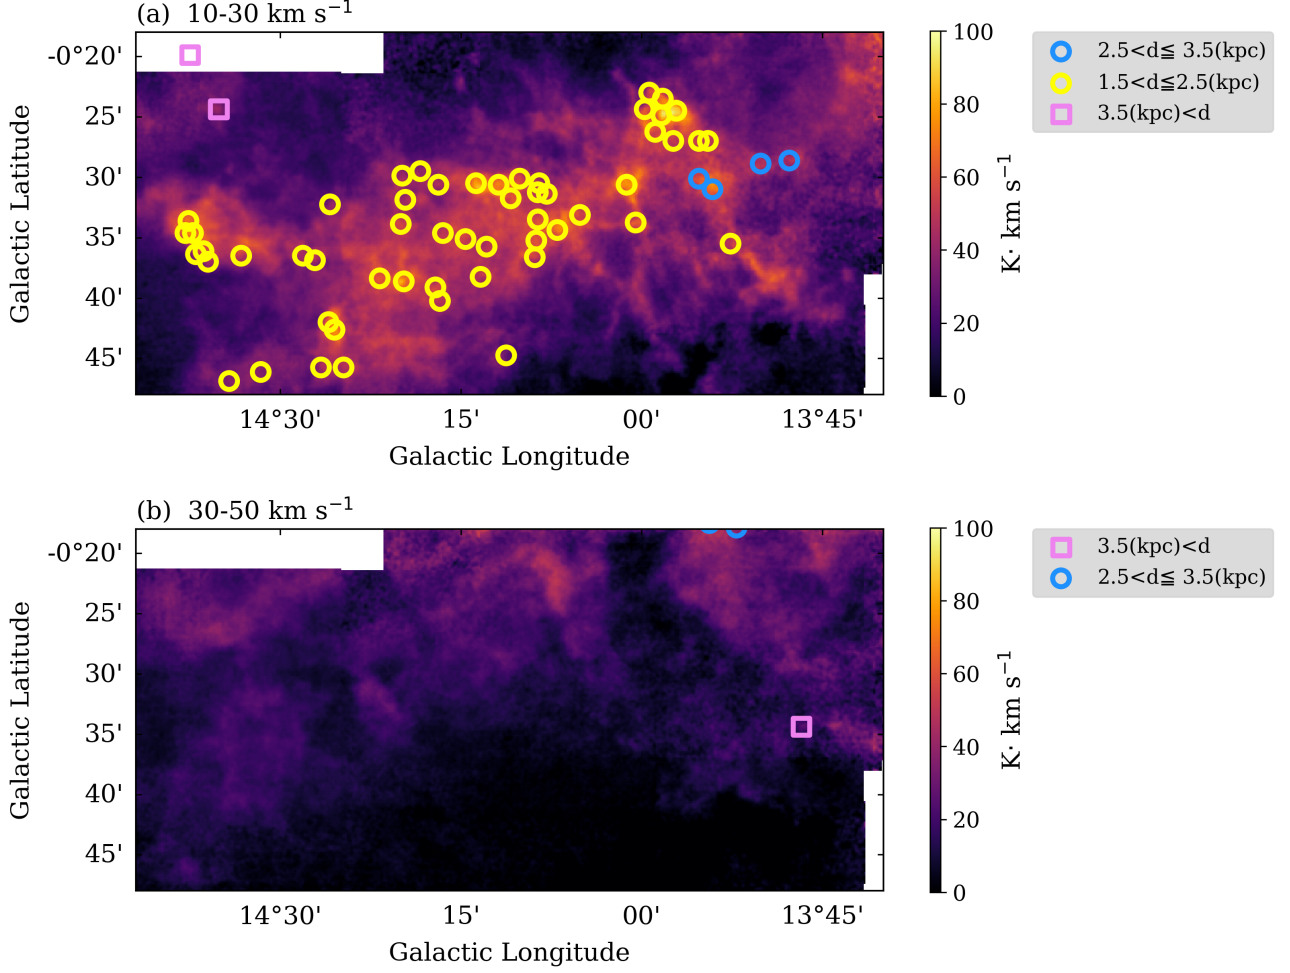 (a) 10-30 km s⁻¹
-0°20'
25'
30'
35'
40'
45'
Galactic Latitude
14°30'
15'
00'
13°45'
Galactic Longitude
100
80
60
40
20
0
K· km s⁻¹
2.5<d≦ 3.5(kpc)
1.5<d≦2.5(kpc)
3.5(kpc)<d
(b) 30-50 km s⁻¹
-0°20'
25'
30'
35'
40'
45'
Galactic Latitude
14°30'
15'
00'
13°45'
Galactic Longitude
100
80
60
40
20
0
K· km s⁻¹
3.5(kpc)<d
2.5<d≦ 3.5(kpc)